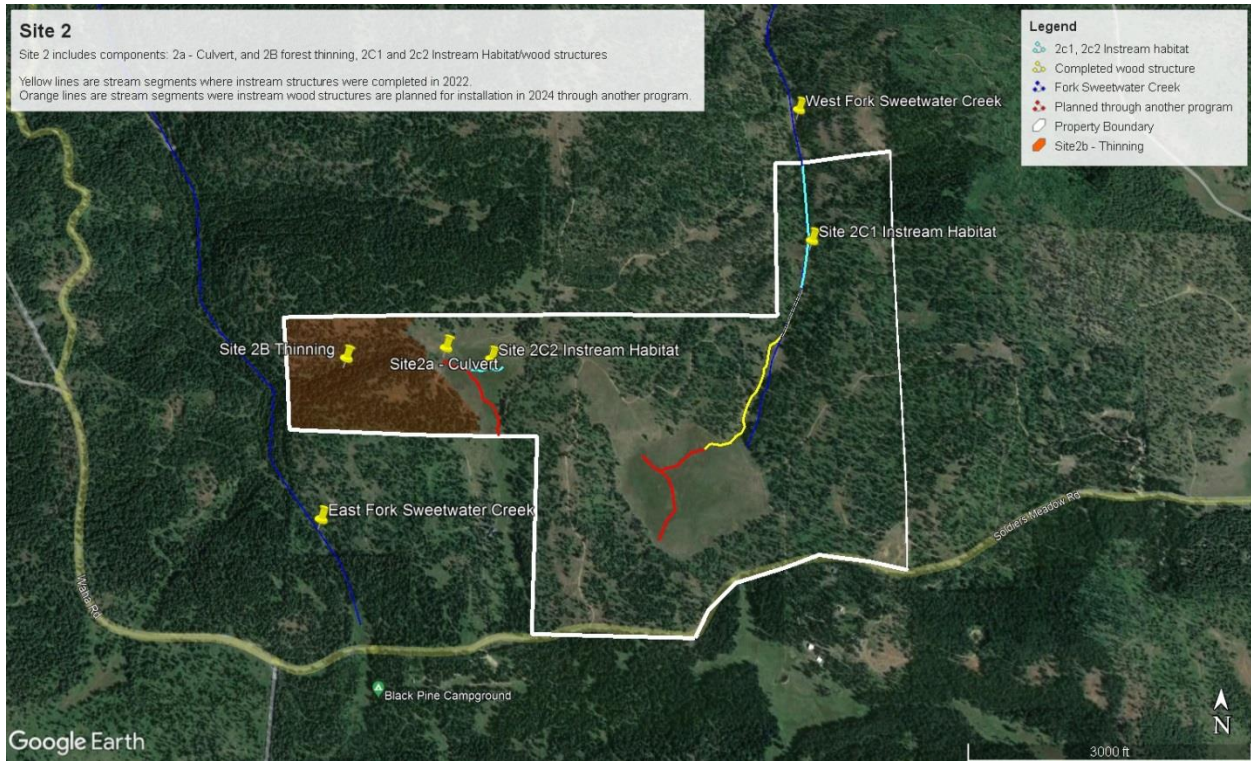 Site 2
Site 2 includes components: 2a - Culvert, and 2B forest thinning, 2C1 and 2c2 Instream Habitat/wood structures
Yellow lines are stream segments where instream structures were completed in 2022.
Orange lines are stream segments were instream wood structures are planned for installation in 2024 through another program.
Legend
2c1, 2c2 Instream habitat
Completed wood structure
Fork Sweetwater Creek
Planned through another program
Property Boundary
Site2b - Thinning
West Fork Sweetwater Creek
Site 2C1 Instream Habitat
Site 2B Thinning
Site 2C2 Instream Habitat
Site2a - Culvert
East Fork Sweetwater Creek
Soldiers Meadow Rd
Waha Rd
Black Pine Campground
N
Google Earth
3000 ft